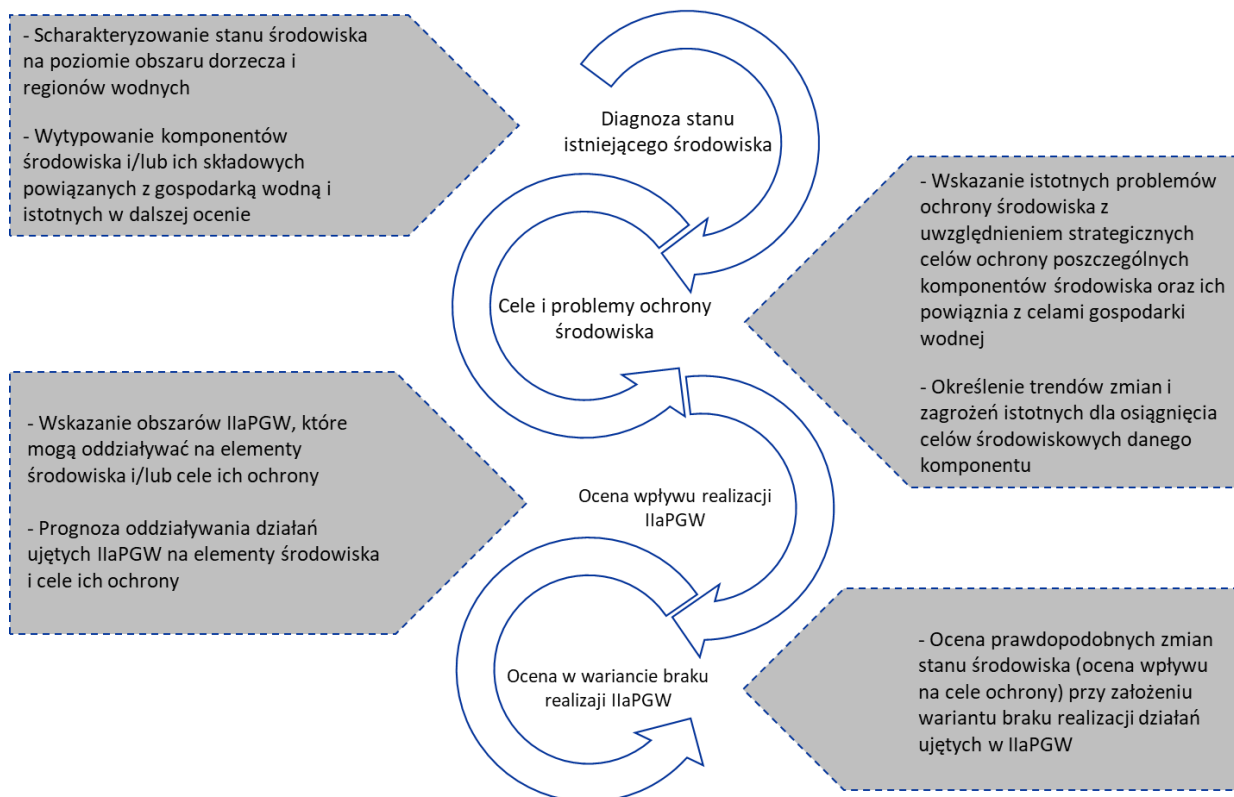 - Scharakteryzowanie stanu środowiska
na poziomie obszaru dorzecza i
regionów wodnych
- Wytypowanie komponentów
środowiska i/lub ich składowych
powiązanych z gospodarką wodną i
istotnych w dalszej ocenie
Diagnoza stanu
istniejącego środowiska
- Wskazanie istotnych problemów
ochrony środowiska z
uwzględnieniem strategicznych
celów ochrony poszczególnych
komponentów środowiska oraz ich
powiąznia z celami gospodarki
wodnej
- Określenie trendów zmian i
zagrożeń istotnych dla osiągnięcia
celów środowiskowych danego
komponentu
Cele i problemy ochrony
środowiska
- Wskazanie obszarów IIaPGW, które
mogą oddziaływać na elementy
środowiska i/lub cele ich ochrony
- Prognoza oddziaływania działań
ujętych IIaPGW na elementy środowiska
i cele ich ochrony
Ocena wpływu realizacji
IIaPGW
Ocena w wariancie braku
realizaji IIaPGW
- Ocena prawdopodobnych zmian
stanu środowiska (ocena wpływu
na cele ochrony) przy założeniu
wariantu braku realizacji działań
ujętych w IIaPGW